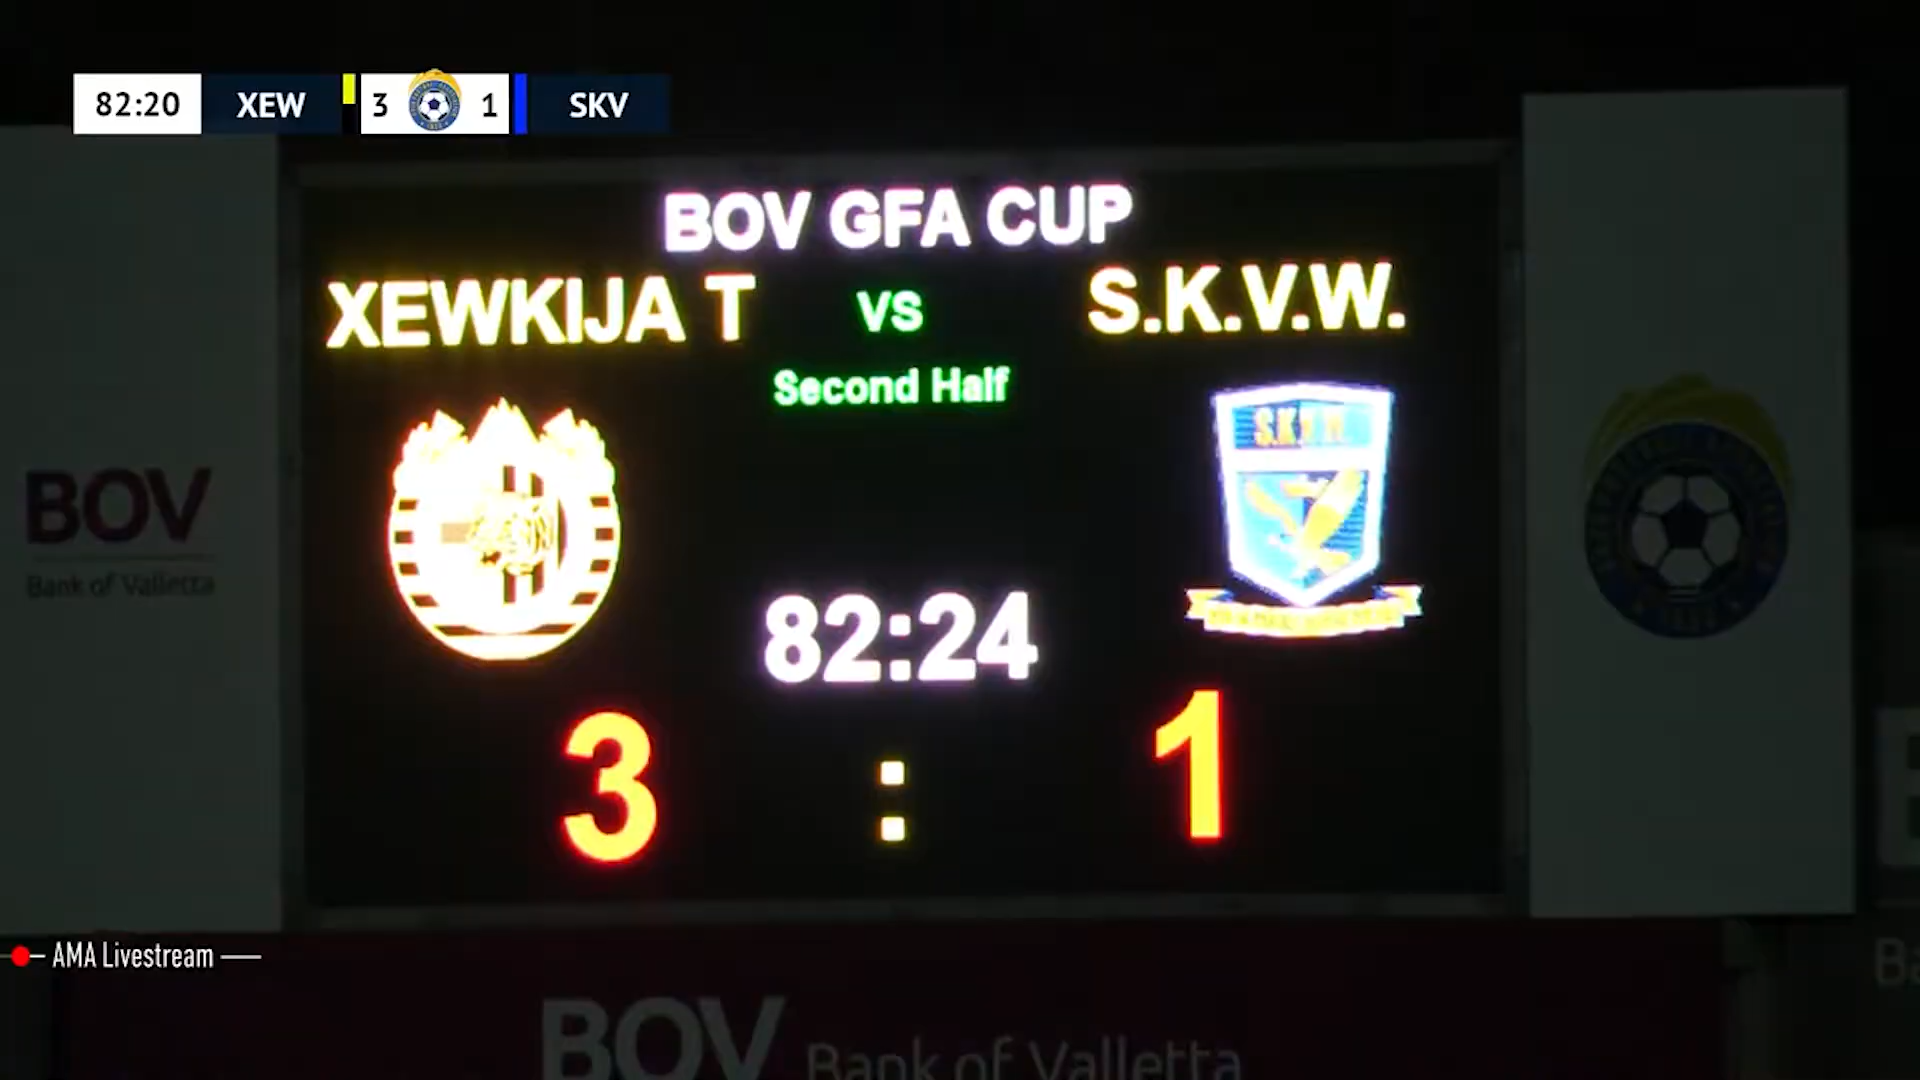 82:20 XEW 3 1 SKV
BOV GFA CUP
XEWKIJA T VS S.K.V.W.
Second Half
S.K.V.W.
BOV
Bank of Valletta
82:24
3 : 1
AMA Livestream
BOV Bank of Valletta